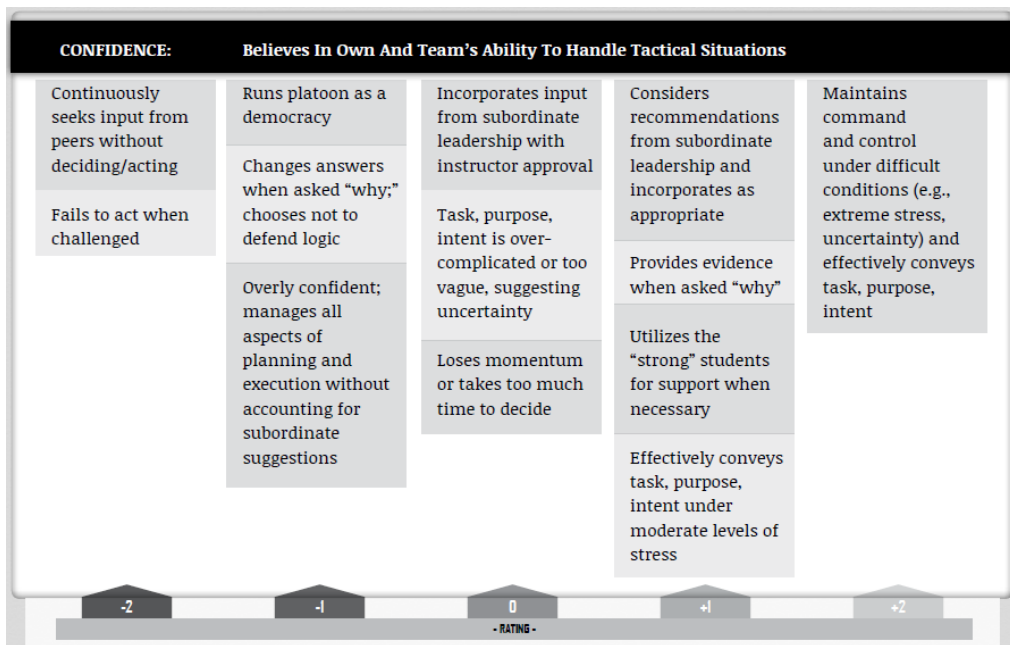 CONFIDENCE: Believes In Own And Team’s Ability To Handle Tactical Situations
Continuously
seeks input from
peers without
deciding/acting
Fails to act when
challenged
Runs platoon as a
democracy
Changes answers
when asked “why;”
chooses not to
defend logic
Overly confident;
manages all
aspects of
planning and
execution without
accounting for
subordinate
suggestions
Incorporates input
from subordinate
leadership with
instructor approval
Task, purpose,
intent is over-
complicated or too
vague, suggesting
uncertainty
Loses momentum
or takes too much
time to decide
Considers
recommendations
from subordinate
leadership and
incorporates as
appropriate
Provides evidence
when asked “why”
Utilizes the
“strong” students
for support when
necessary
Effectively conveys
task, purpose,
intent under
moderate levels of
stress
Maintains
command
and control
under difficult
conditions (e.g.,
extreme stress,
uncertainty) and
effectively conveys
task, purpose,
intent
-2 -1 0 +1 +2
- RATING -